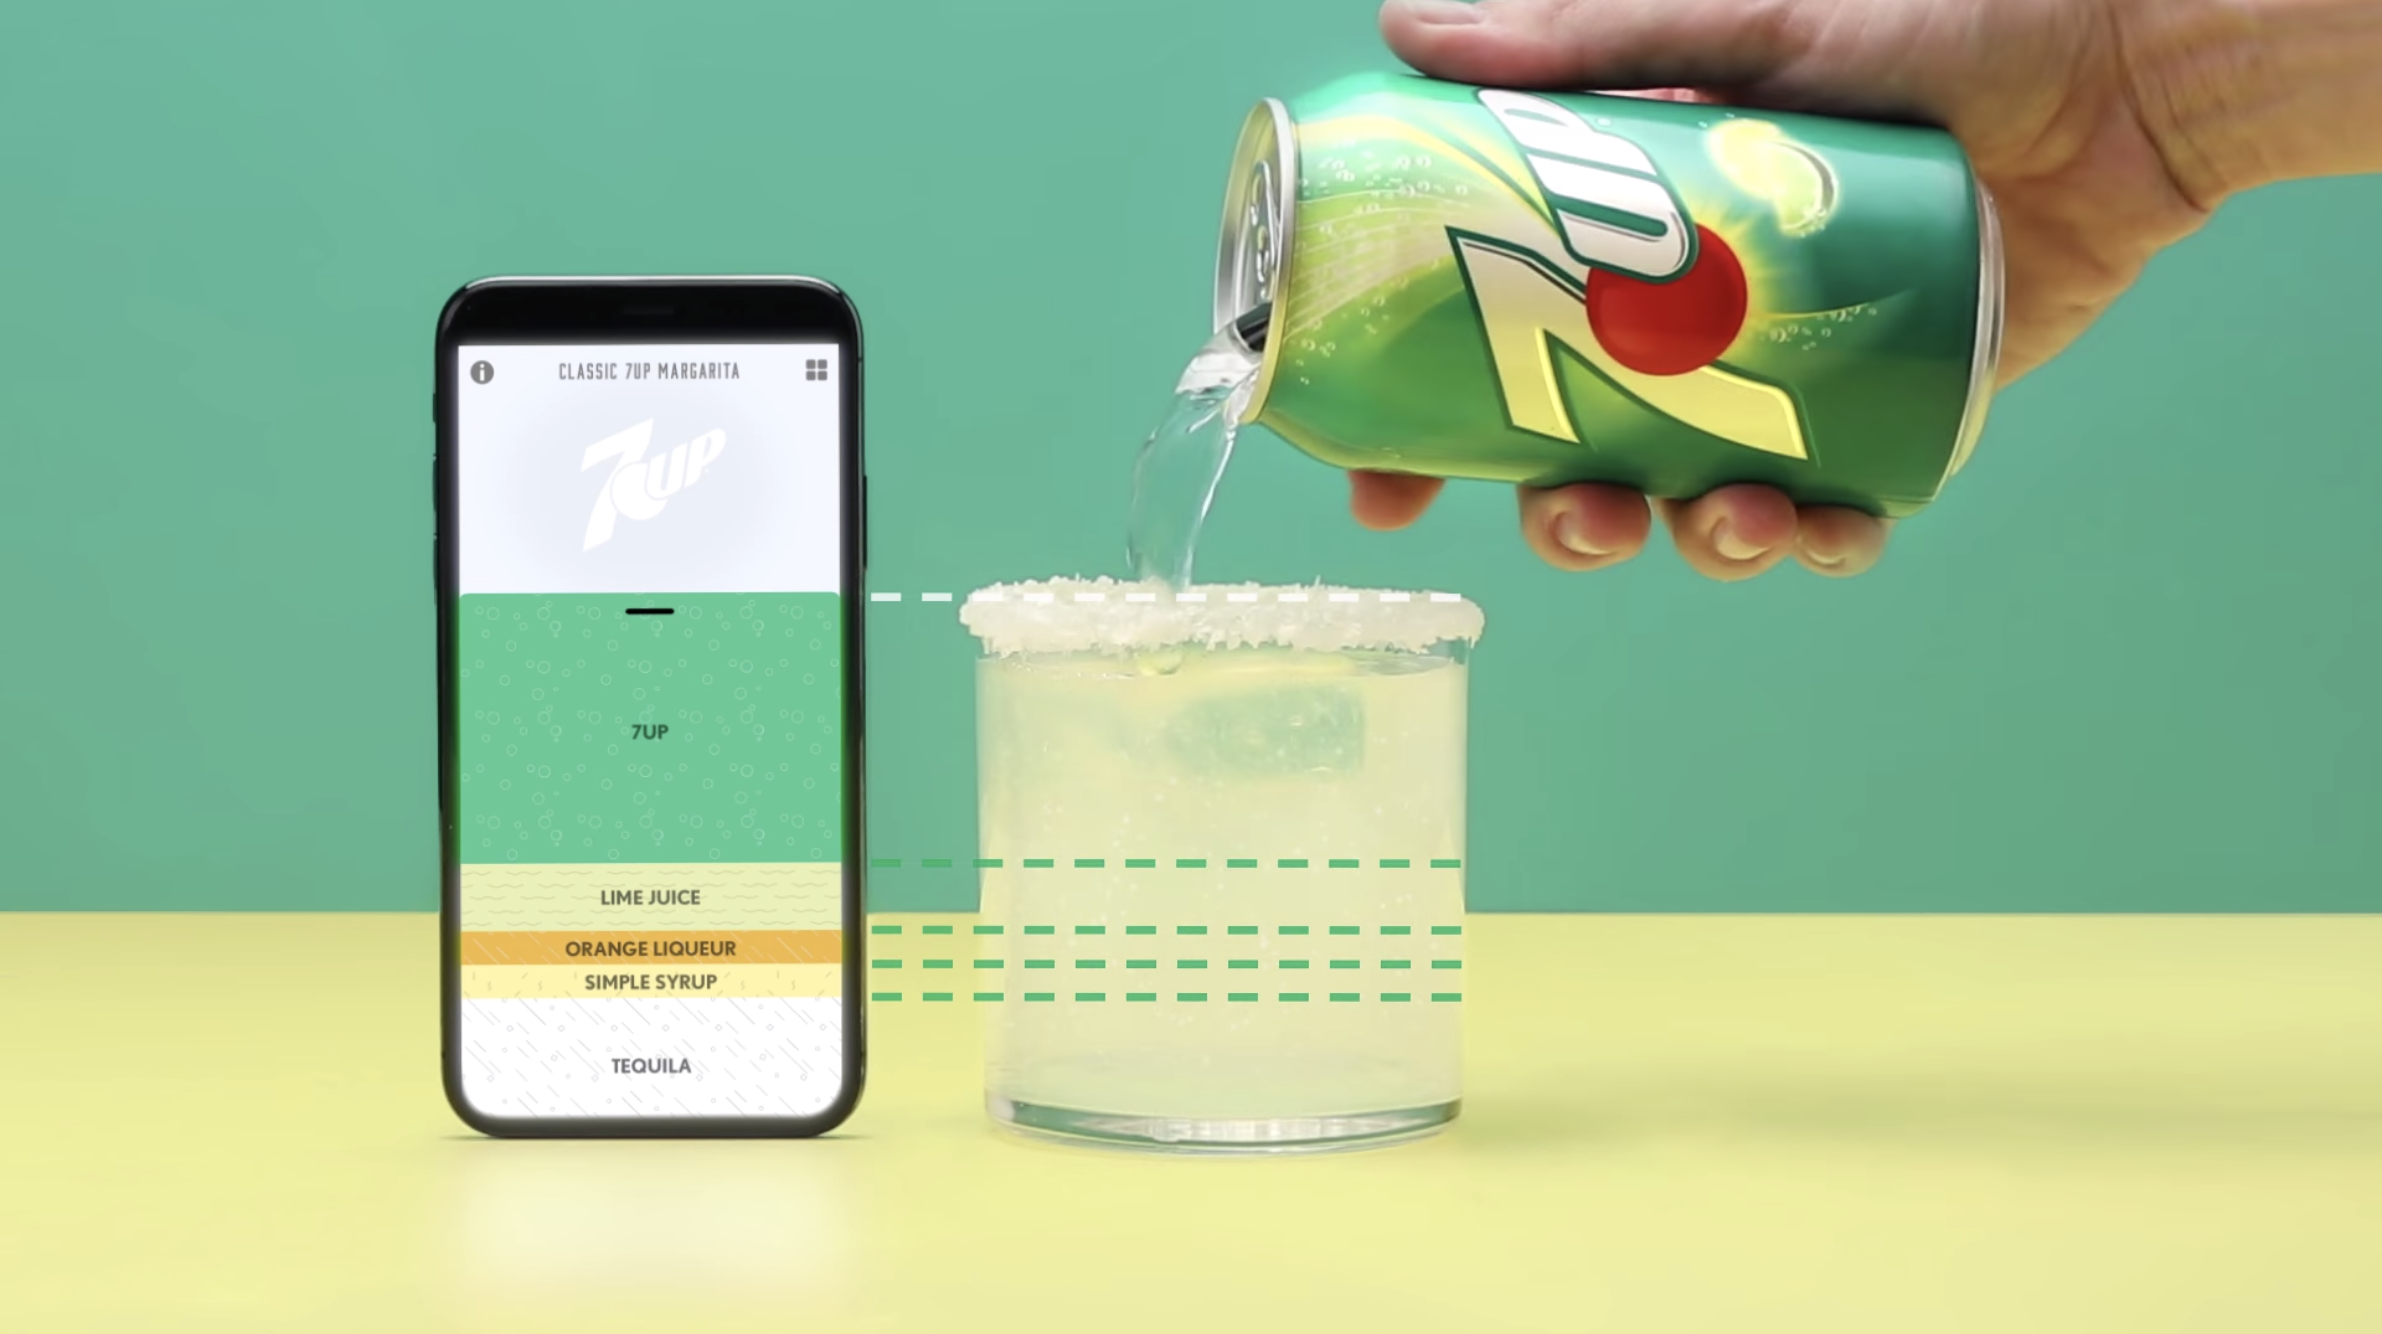 CLASSIC 7UP MARGARITA
7UP
7UP
LIME JUICE
ORANGE LIQUEUR
SIMPLE SYRUP
TEQUILA
7UP